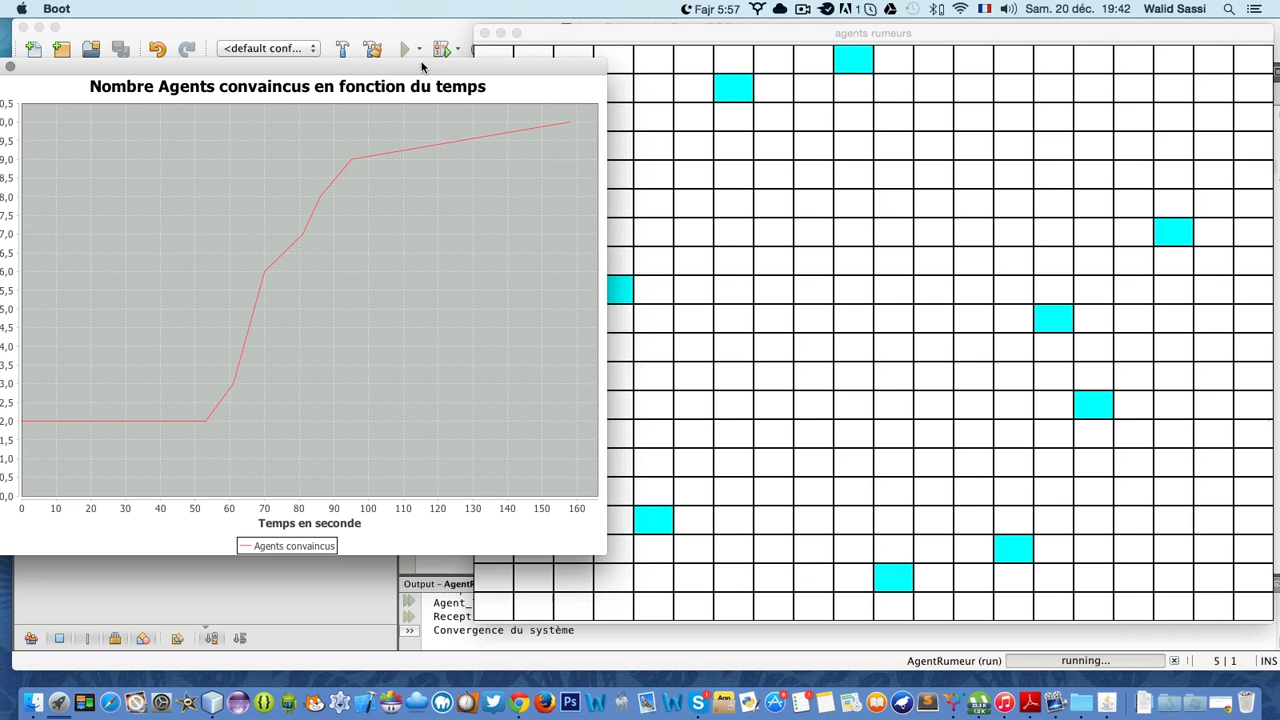 Boot
Fajr 5:57
1
Sam. 20 déc. 19:42
Walid Sassi
<default conf...
agents rumeurs
Nombre Agents convaincus en fonction du temps
0,5
0,0
9,5
9,0
8,5
8,0
7,5
7,0
6,5
6,0
5,5
5,0
4,5
4,0
3,5
3,0
2,5
2,0
1,5
1,0
0,5
0,0
0 10 20 30 40 50 60 70 80 90 100 110 120 130 140 150 160
Temps en seconde
Agents convaincus
Output - AgentR
Agent_
Recept
Convergence du système
AgentRumeur (run)
running...
5 | 1
INS